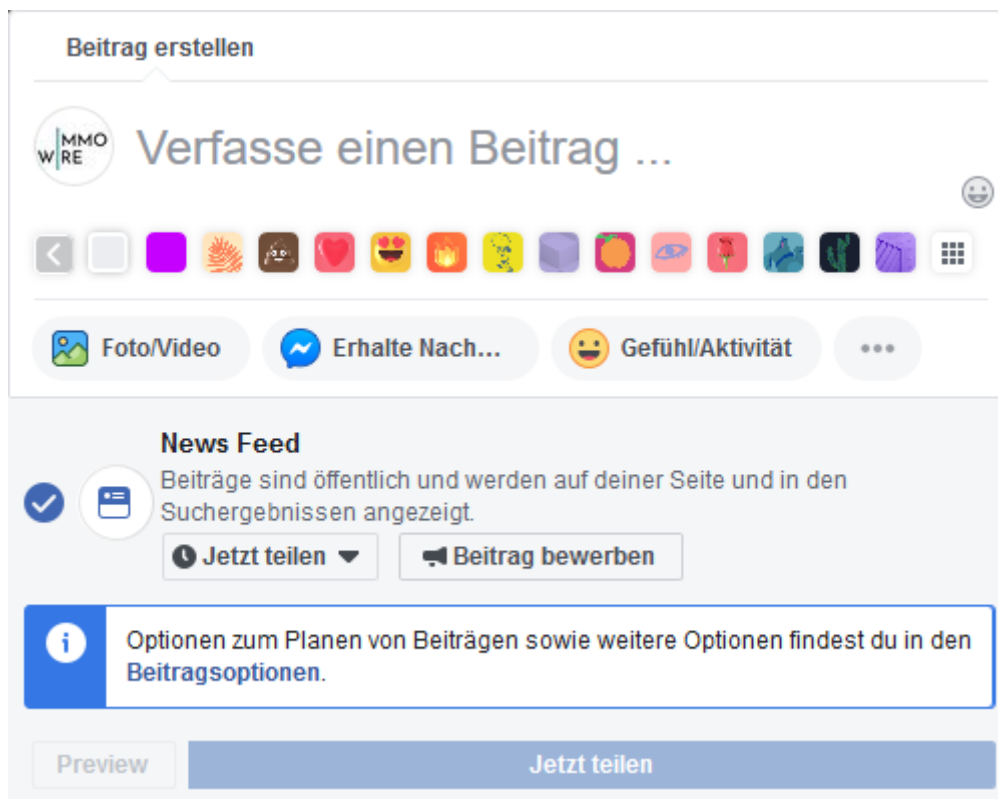 Beitrag erstellen
IMMO
WIRE
Verfasse einen Beitrag ...
Foto/Video
Erhalte Nach...
Gefühl/Aktivität
News Feed
Beiträge sind öffentlich und werden auf deiner Seite und in den
Suchergebnissen angezeigt.
Jetzt teilen
Beitrag bewerben
Optionen zum Planen von Beiträgen sowie weitere Optionen findest du in den
Beitragsoptionen.
Preview
Jetzt teilen